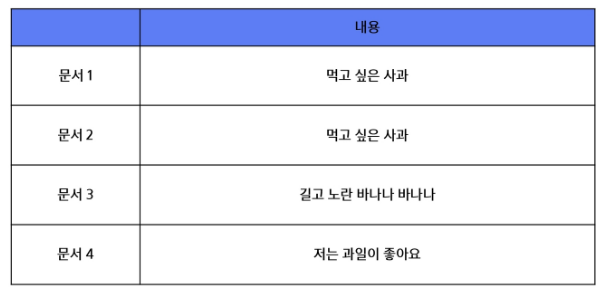 내용
문서 1
먹고 싶은 사과
문서 2
먹고 싶은 사과
문서 3
길고 노란 바나나 바나나
문서 4
저는 과일이 좋아요